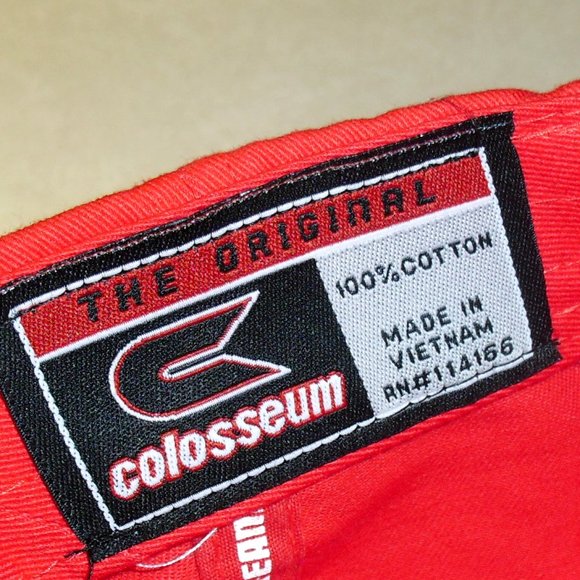 THE ORIGINAL
colosseum
100% COTTON
MADE IN
VIETNAM
RN#114166